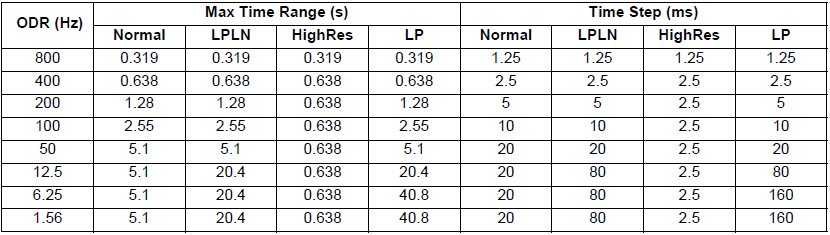 ODR (Hz) Max Time Range (s) Time Step (ms)
Normal LPLN HighRes LP Normal LPLN HighRes LP
800 0.319 0.319 0.319 0.319 1.25 1.25 1.25 1.25
400 0.638 0.638 0.638 0.638 2.5 2.5 2.5 2.5
200 1.28 1.28 0.638 1.28 5 5 2.5 5
100 2.55 2.55 0.638 2.55 10 10 2.5 10
50 5.1 5.1 0.638 5.1 20 20 2.5 20
12.5 5.1 20.4 0.638 20.4 20 80 2.5 80
6.25 5.1 20.4 0.638 40.8 20 80 2.5 160
1.56 5.1 20.4 0.638 40.8 20 80 2.5 160